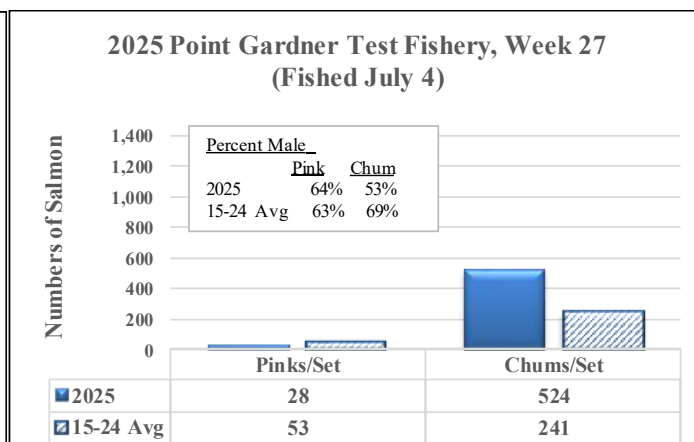 2025 Point Gardner Test Fishery, Week 27
(Fished July 4)
Numbers of Salmon
1,400
1,200
1,000
800
600
400
200
0
Percent Male
Pink Chum
2025 64% 53%
15-24 Avg 63% 69%
Pinks/Set Chums/Set
2025 28 524
15-24 Avg 53 241